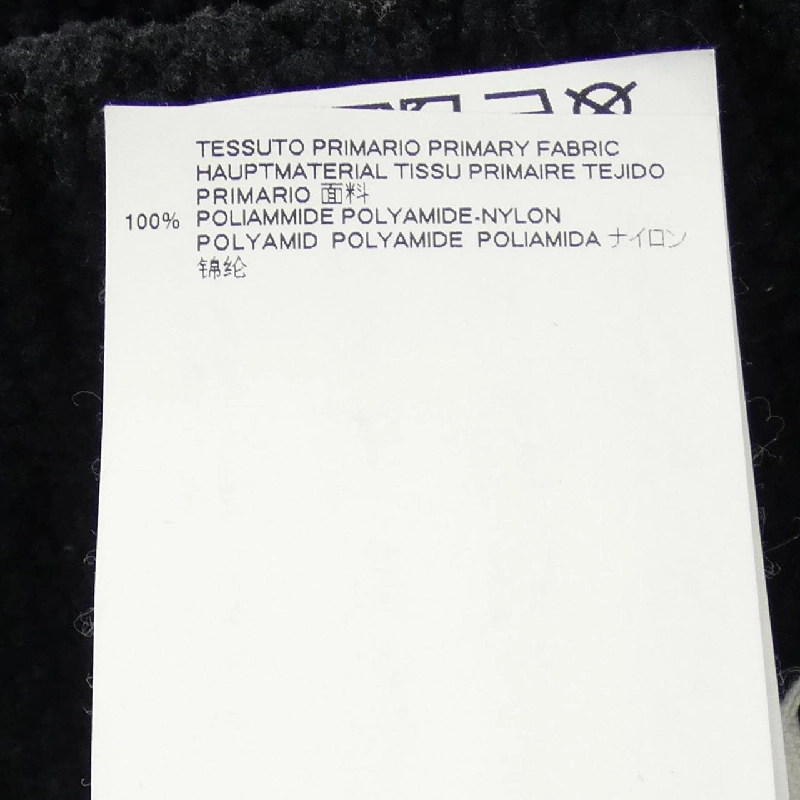 TESSUTO PRIMARIO PRIMARY FABRIC
HAUPTMATERIAL TISSU PRIMAIRE TEJIDO
PRIMARIO 面料
100% POLIAMMIDE POLYAMIDE-NYLON
POLYAMID POLYAMIDE POLIAMIDA ナイロン
锦纶